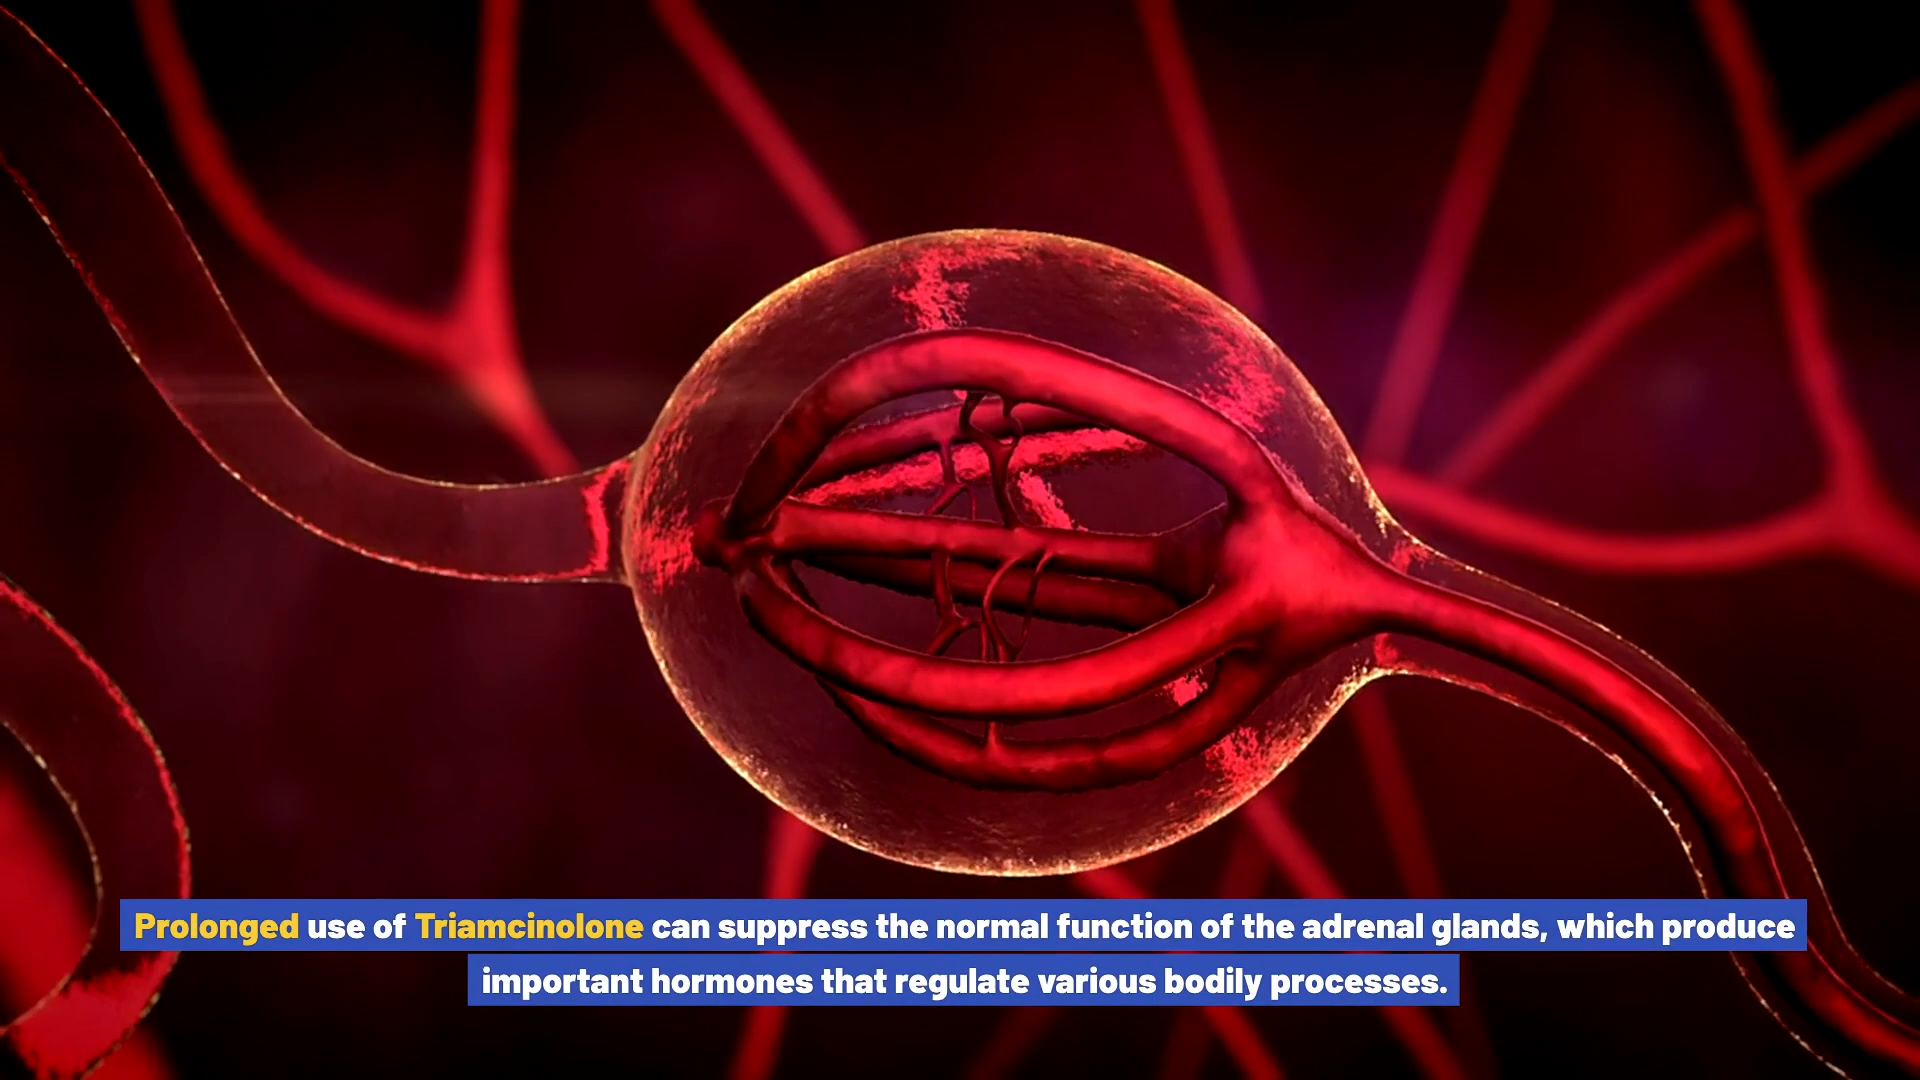 Prolonged use of Triamcinolone can suppress the normal function of the adrenal glands, which produce
important hormones that regulate various bodily processes.